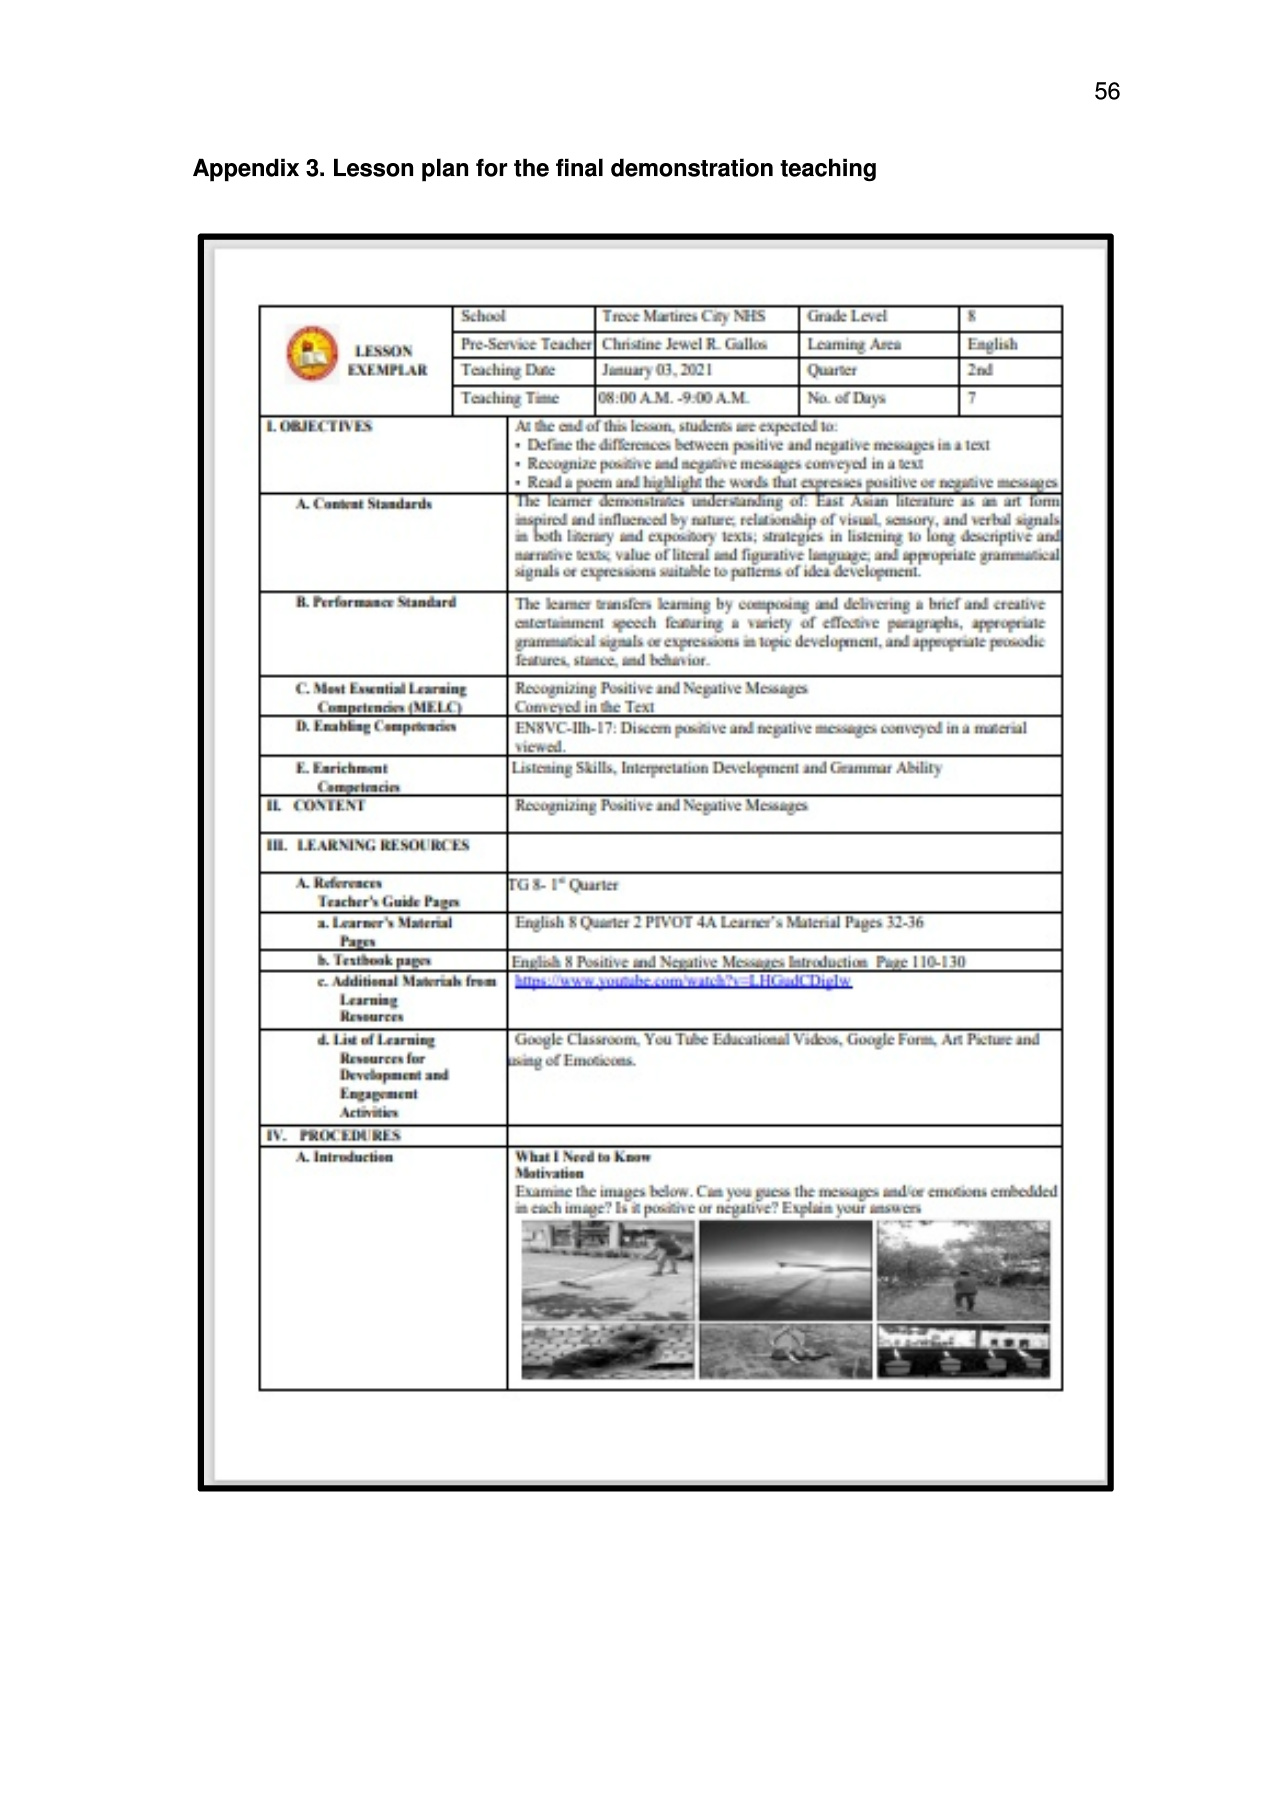 56
Appendix 3. Lesson plan for the final demonstration teaching
LESSON
EXEMPLAR
School
Trece Martires City NHS
Grade Level
8
Pre-Service Teacher
Christine Jewel R. Gallos
Learning Area
English
Teaching Date
January 03, 2021
Quarter
2nd
Teaching Time
08:00 A.M. -9:00 A.M.
No. of Days
7
I. OBJECTIVES
At the end of this lesson, students are expected to:
• Define the differences between positive and negative messages in a text
• Recognize positive and negative messages conveyed in a text
• Read a poem and highlight the words that expresses positive or negative messages
A. Content Standards
The learner demonstrates understanding of: East Asian literature as an art form
inspired and influenced by nature; relationship of visual, sensory, and verbal signals
in both literary and expository texts; strategies in listening to long descriptive and
narrative texts; value of literal and figurative language; and appropriate grammatical
signals or expressions suitable to patterns of idea development.
B. Performance Standard
The learner transfers learning by composing and delivering a brief and creative
entertainment speech featuring a variety of effective paragraphs, appropriate
grammatical signals or expressions in topic development, and appropriate prosodic
features, stance, and behavior.
C. Most Essential Learning
Competencies (MELC)
Recognizing Positive and Negative Messages
Conveyed in the Text
D. Enabling Competencies
EN8VC-IIh-17: Discern positive and negative messages conveyed in a material
viewed.
E. Enrichment
Competencies
Listening Skills, Interpretation Development and Grammar Ability
II. CONTENT
Recognizing Positive and Negative Messages
III. LEARNING RESOURCES
A. References
Teacher's Guide Pages
TG 8- 1st Quarter
a. Learner's Material
Pages
English 8 Quarter 2 PIVOT 4A Learner's Material Pages 32-36
b. Textbook pages
English 8 Positive and Negative Messages Introduction Page 110-130
c. Additional Materials from
Learning
Resources
https://www.youtube.com/watch?v=LHGudCDigIw
d. List of Learning
Resources for
Development and
Engagement
Activities
Google Classroom, You Tube Educational Videos, Google Form, Art Picture and
using of Emoticons.
IV. PROCEDURES
A. Introduction
What I Need to Know
Motivation
Examine the images below. Can you guess the messages and/or emotions embedded
in each image? Is it positive or negative? Explain your answers